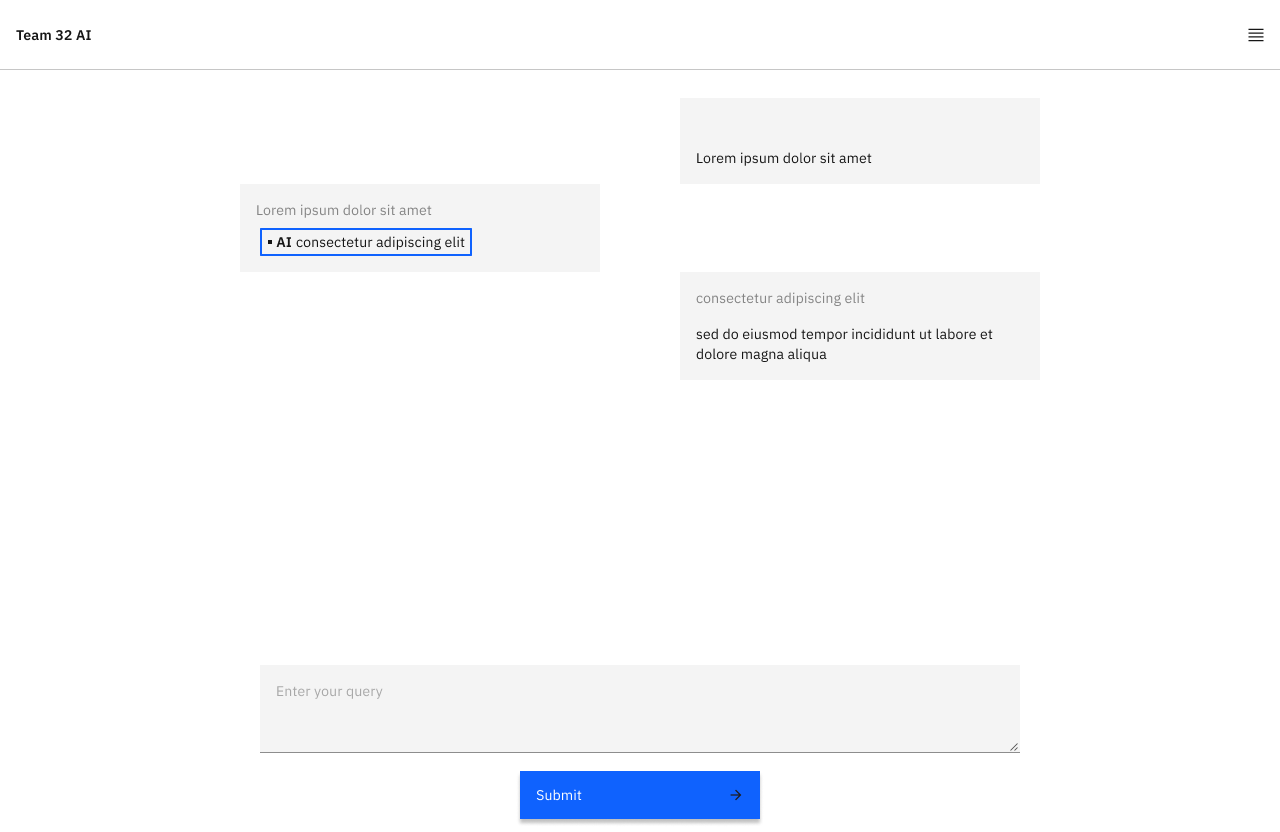 Team 32 AI
Lorem ipsum dolor sit amet
Lorem ipsum dolor sit amet
AI consectetur adipiscing elit
consectetur adipiscing elit
sed do eiusmod tempor incididunt ut labore et
dolore magna aliqua
Enter your query
Submit